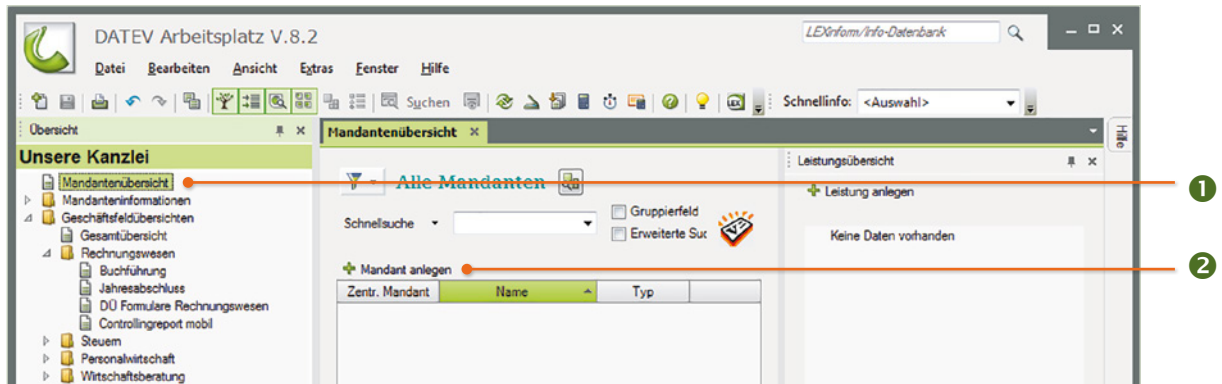 DATEV Arbeitsplatz V.8.2
LEXinform/Info-Datenbank
Datei Bearbeiten Ansicht Extras Fenster Hilfe
Suchen
LEX
Schnellinfo: <Auswahl>
Übersicht
Unsere Kanzlei
Mandantenübersicht
Mandanteninformationen
Geschäftsfeldübersichten
Gesamtübersicht
Rechnungswesen
Buchführung
Jahresabschluss
DÜ Formulare Rechnungswesen
Controllingreport mobil
Steuern
Personalwirtschaft
Wirtschaftsberatung
Mandantenübersicht
Alle Mandanten
Schnellsuche
Gruppierfeld
Erweiterte Suc
Mandant anlegen
Zentr. Mandant Name Typ
Leistungsübersicht
Leistung anlegen
Keine Daten vorhanden
Hilfe
1
2